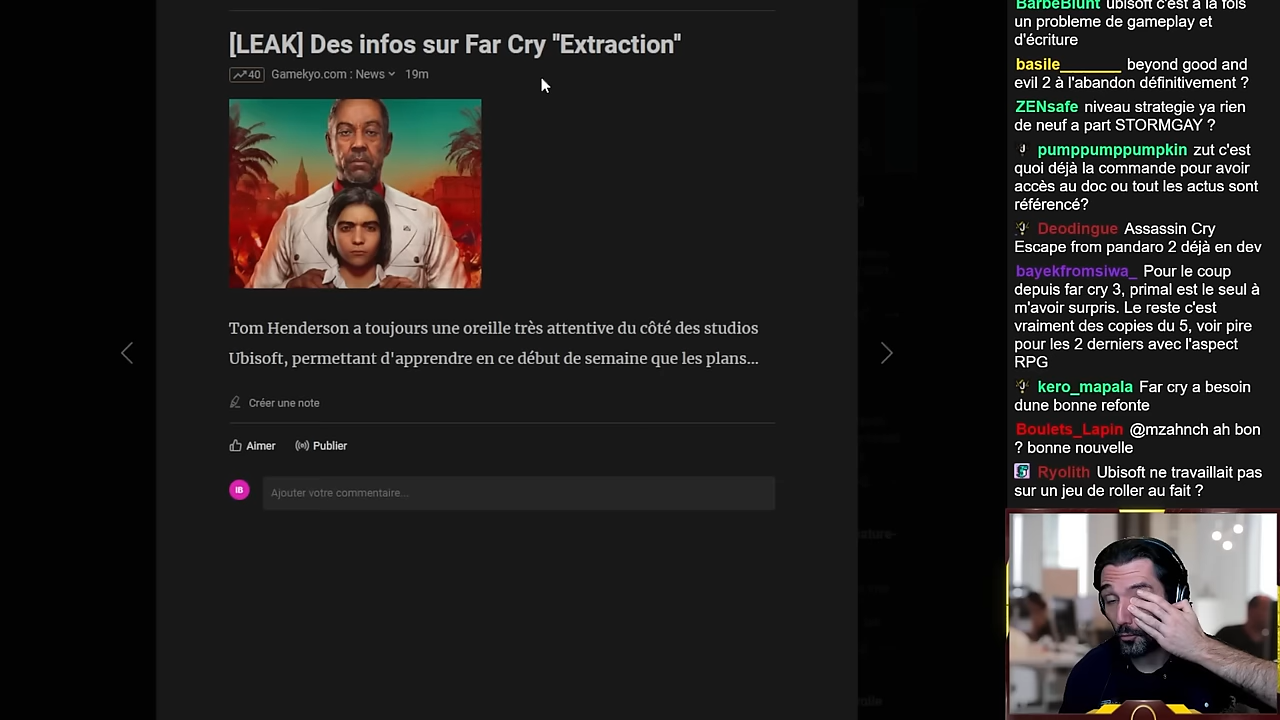 [LEAK] Des infos sur Far Cry "Extraction"
40 Gamekyo.com : News 19m
Tom Henderson a toujours une oreille très attentive du côté des studios
Ubisoft, permettant d'apprendre en ce début de semaine que les plans...
Créer une note
Aimer Publier
IB Ajouter votre commentaire...
BarbeBlunt ubisoft c'est à la fois
un probleme de gameplay et
d'écriture
basile_______ beyond good and
evil 2 à l'abandon définitivement ?
ZENsafe niveau strategie ya rien
de neuf a part STORMGAY ?
pumppumppumpkin zut c'est
quoi déjà la commande pour avoir
accès au doc ou tout les actus sont
référencé?
Deodingue Assassin Cry
Escape from pandaro 2 déjà en dev
bayekfromsiwa_ Pour le coup
depuis far cry 3, primal est le seul à
m'avoir surpris. Le reste c'est
vraiment des copies du 5, voir pire
pour les 2 derniers avec l'aspect
RPG
kero_mapala Far cry a besoin
dune bonne refonte
Boulets_Lapin @mzahnch ah bon
? bonne nouvelle
Ryolith Ubisoft ne travaillait pas
sur un jeu de roller au fait ?